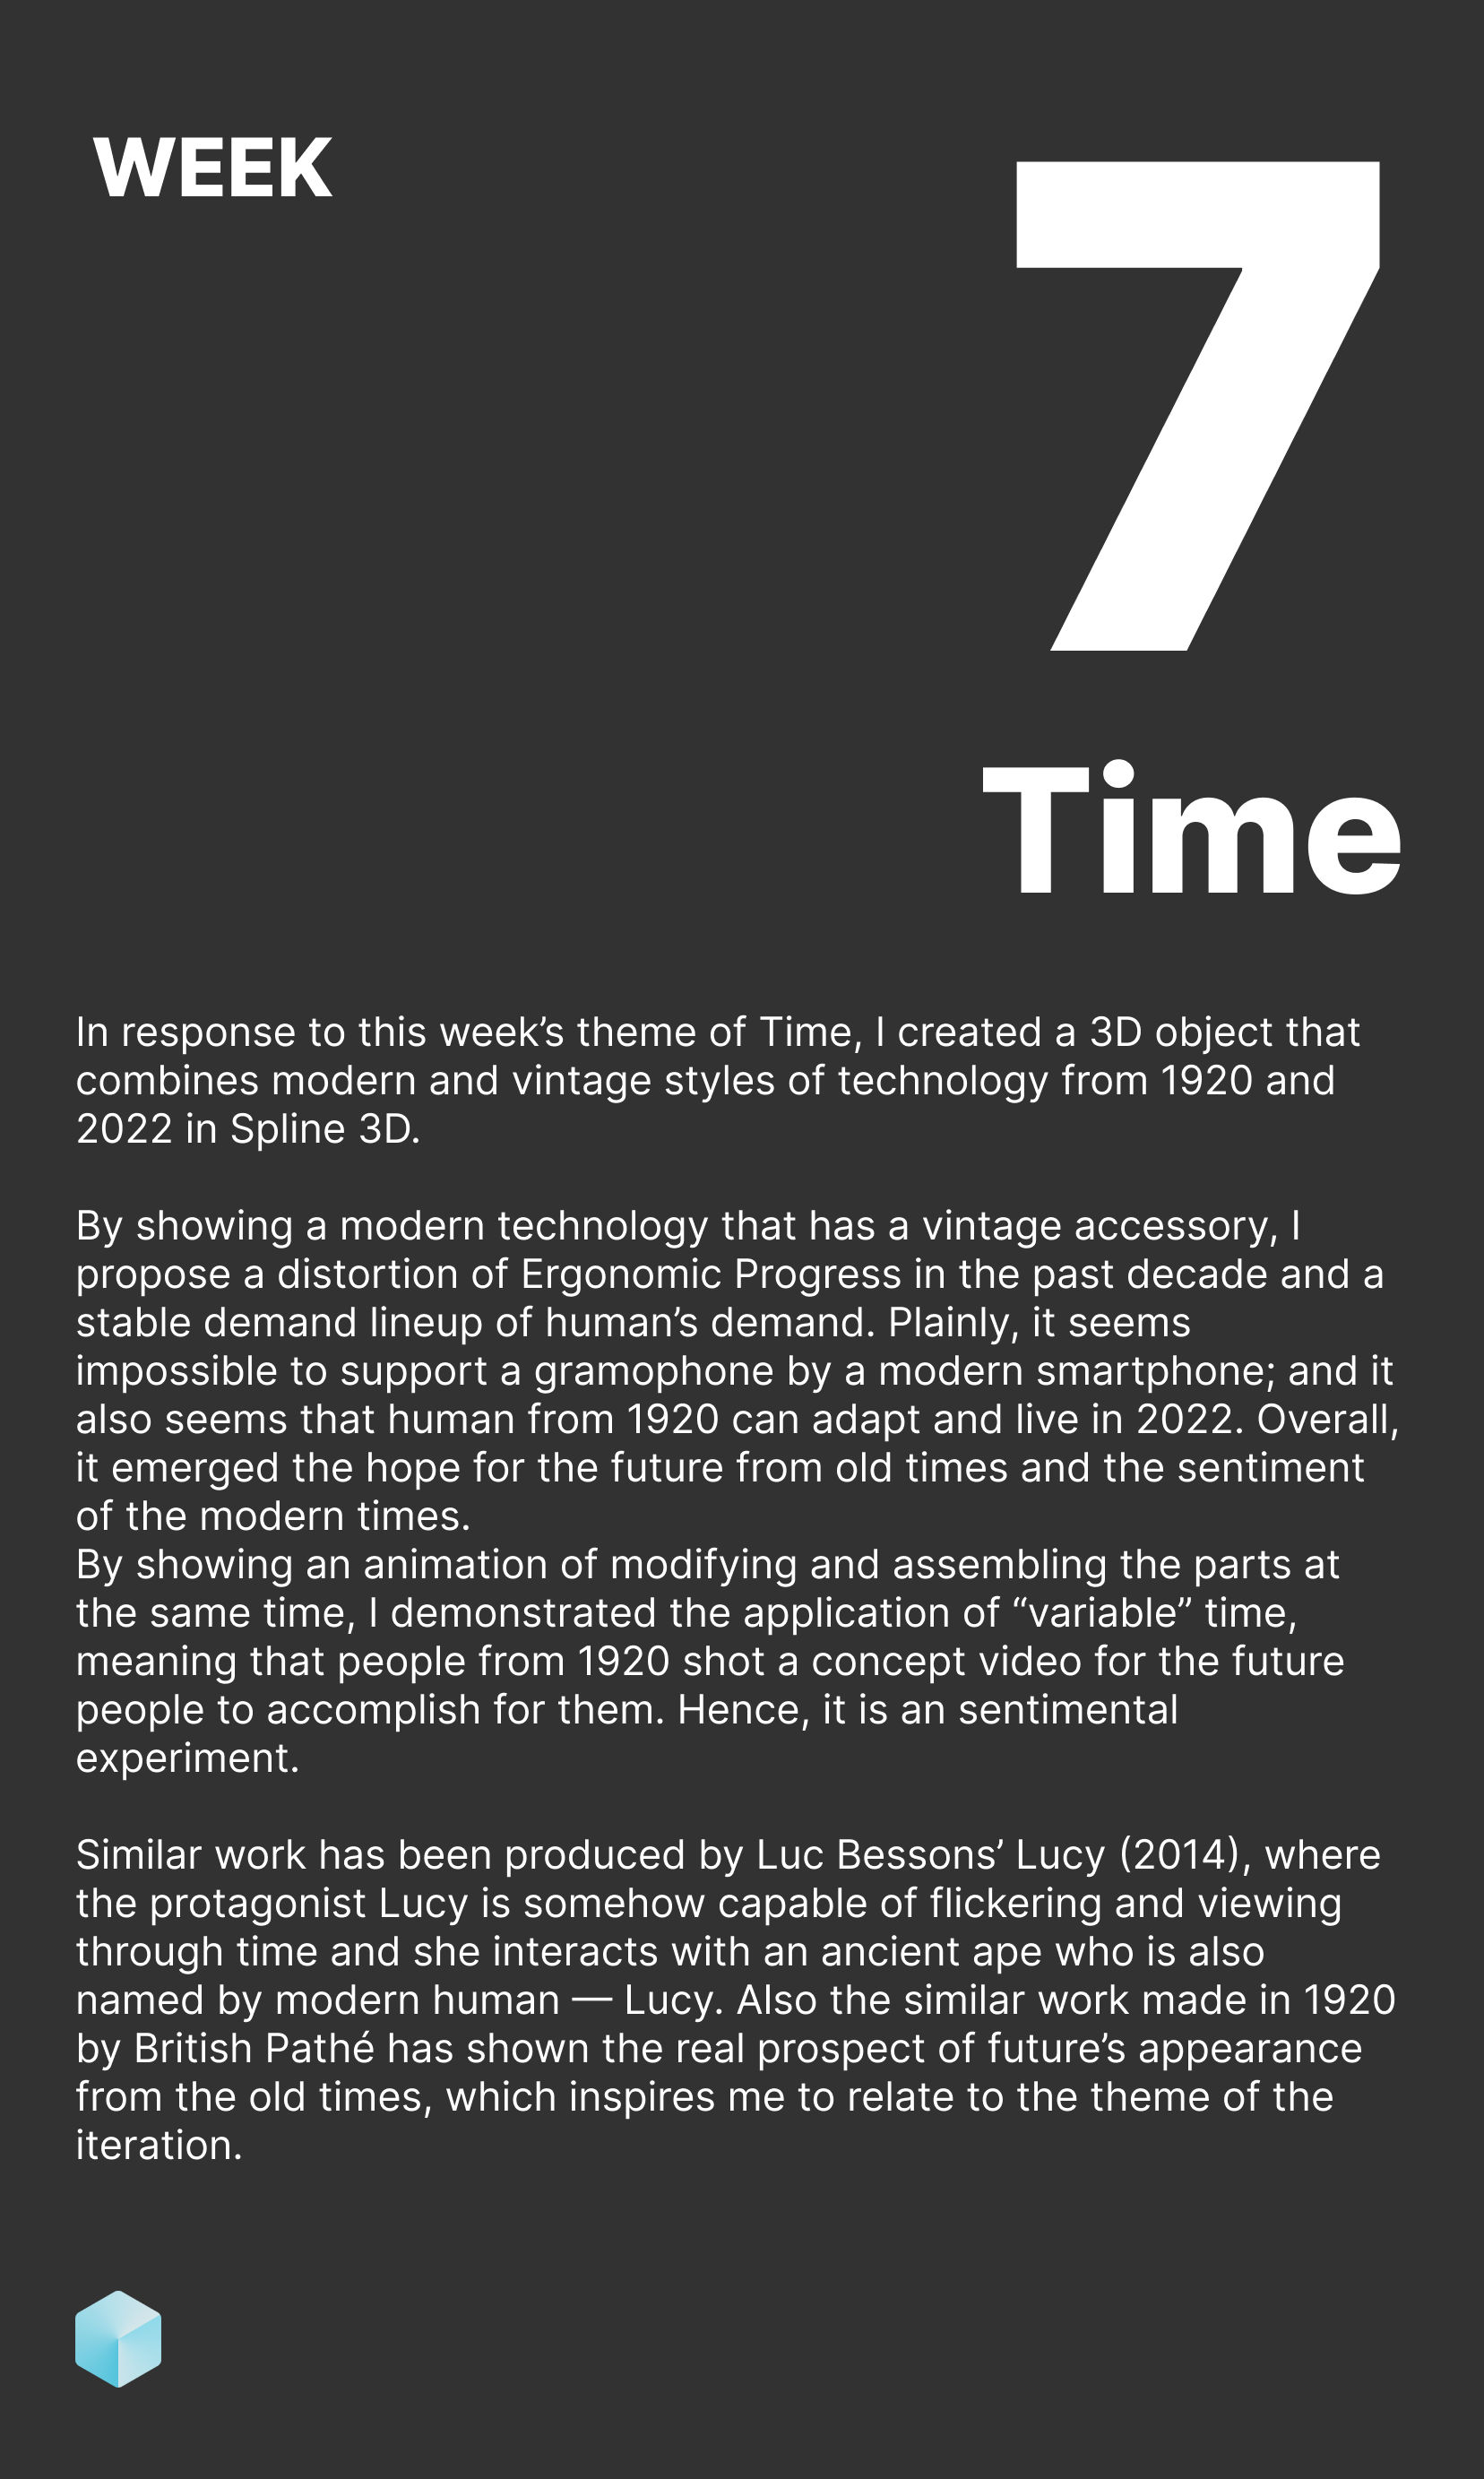 WEEK
7
Time
In response to this week’s theme of Time, I created a 3D object that
combines modern and vintage styles of technology from 1920 and
2022 in Spline 3D.
By showing a modern technology that has a vintage accessory, I
propose a distortion of Ergonomic Progress in the past decade and a
stable demand lineup of human’s demand. Plainly, it seems
impossible to support a gramophone by a modern smartphone; and it
also seems that human from 1920 can adapt and live in 2022. Overall,
it emerged the hope for the future from old times and the sentiment
of the modern times.
By showing an animation of modifying and assembling the parts at
the same time, I demonstrated the application of “variable” time,
meaning that people from 1920 shot a concept video for the future
people to accomplish for them. Hence, it is an sentimental
experiment.
Similar work has been produced by Luc Bessons’ Lucy (2014), where
the protagonist Lucy is somehow capable of flickering and viewing
through time and she interacts with an ancient ape who is also
named by modern human — Lucy. Also the similar work made in 1920
by British Pathé has shown the real prospect of future’s appearance
from the old times, which inspires me to relate to the theme of the
iteration.